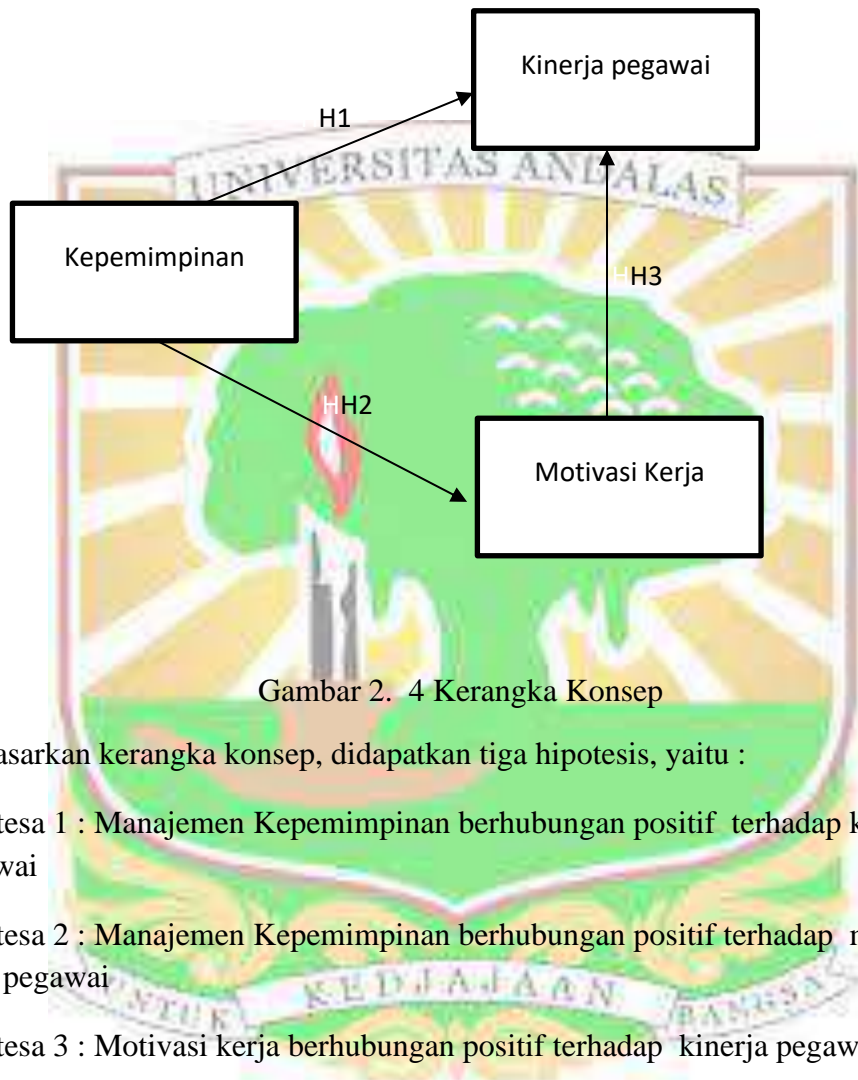 Kinerja pegawai
H1
UNIVERSITAS ANDALAS
Kepemimpinan
HH3
HH2
Motivasi Kerja
Gambar 2.  4 Kerangka Konsep
asarkan kerangka konsep, didapatkan tiga hipotesis, yaitu :
tesa 1 : Manajemen Kepemimpinan berhubungan positif  terhadap k
wai
tesa 2 : Manajemen Kepemimpinan berhubungan positif terhadap
pegawai
UNTUK KEDJAJAAN BANGSA
tesa 3 : Motivasi kerja berhubungan positif terhadap  kinerja pegaw